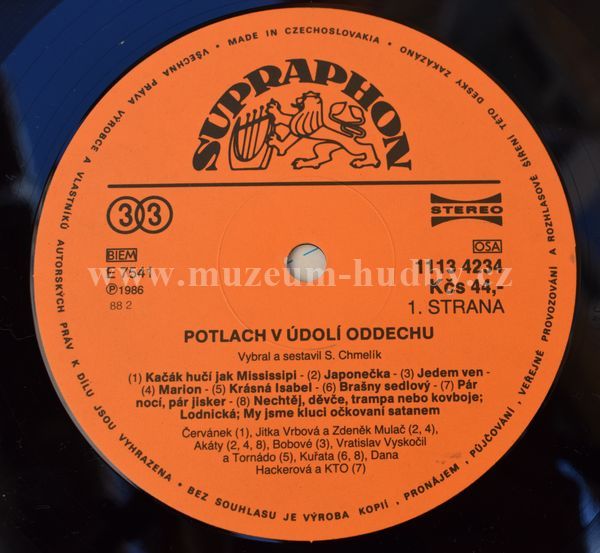 VŠECHNA PRÁVA VÝROBCE A VLASTNÍKŮ AUTORSKÝCH PRÁV K DÍLU JSOU VYHRAZENA • BEZ SOUHLASU JE VÝROBA KOPIÍ, PRONÁJEM, PŮJČOVÁNÍ, VEŘEJNÉ PROVOZOVÁNÍ A ROZHLASOVÉ ŠÍŘENÍ TÉTO DESKY ZAKÁZÁNO • MADE IN CZECHOSLOVAKIA •
SUPRAPHON
33
STEREO
BIEM
OSA
E 7541
1113 4234
www.muzeum-hudby.cz
Ⓟ1986
Kčs 44,-
88 2
1. STRANA
POTLACH V ÚDOLÍ ODDECHU
Vybral a sestavil S. Chmelík
(1) Kačák hučí jak Mississipi - (2) Japonečka - (3) Jedem ven -
(4) Marion - (5) Krásná Isabel - (6) Brašny sedlový - (7) Pár
nocí, pár jisker - (8) Nechtěj, děvče, trampa nebo kovboje;
Lodnická; My jsme kluci očkovaní satanem
Červánek (1), Jitka Vrbová a Zdeněk Mulač (2, 4),
Akáty (2, 4, 8), Bobové (3), Vratislav Vyskočil
a Tornádo (5), Kuřata (6, 8), Dana
Hackerová a KTO (7)